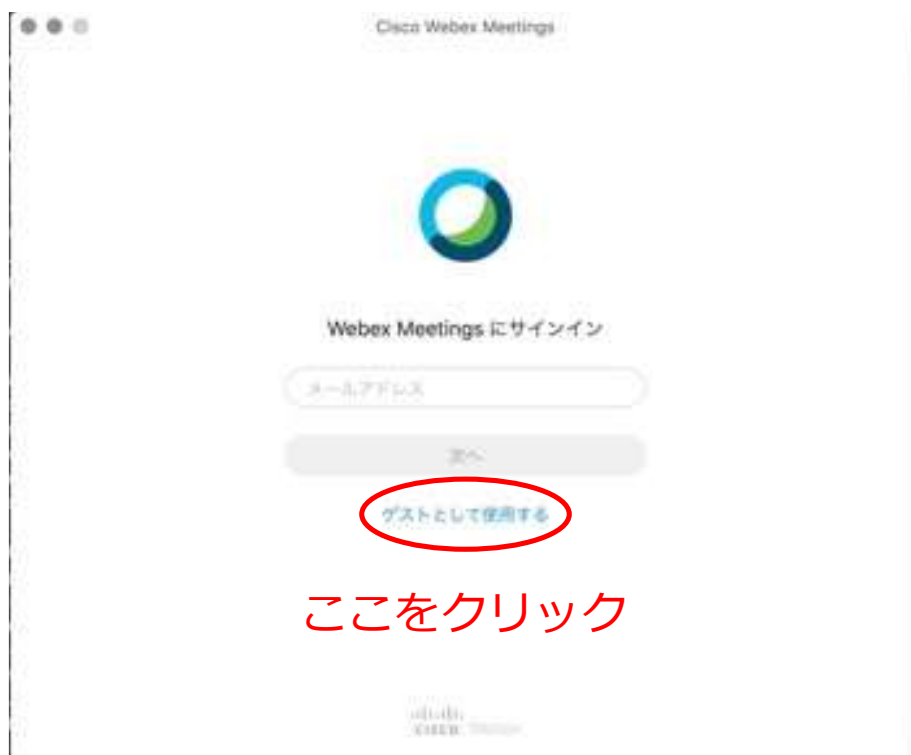 Cisco Webex Meetings
Webex Meetings にサインイン
メールアドレス
次へ
ゲストとして使用する
ここをクリック
CISCO